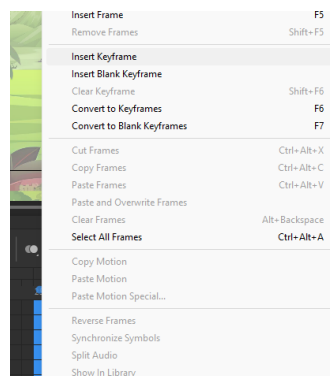 Insert Frame F5
Remove Frames Shift+F5
Insert Keyframe
Insert Blank Keyframe
Clear Keyframe Shift+F6
Convert to Keyframes F6
Convert to Blank Keyframes F7
Cut Frames Ctrl+Alt+X
Copy Frames Ctrl+Alt+C
Paste Frames Ctrl+Alt+V
Paste and Overwrite Frames
Clear Frames Alt+Backspace
Select All Frames Ctrl+Alt+A
Copy Motion
Paste Motion
Paste Motion Special...
Reverse Frames
Synchronize Symbols
Split Audio
Show In Library